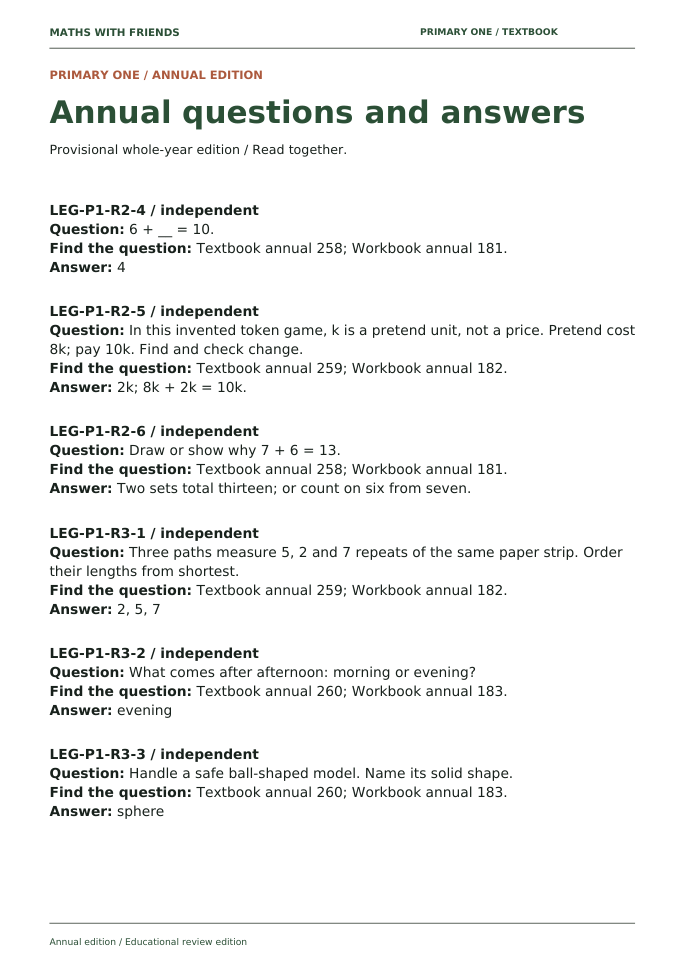 MATHS WITH FRIENDS
PRIMARY ONE / TEXTBOOK
PRIMARY ONE / ANNUAL EDITION
Annual questions and answers
Provisional whole-year edition / Read together.
LEG-P1-R2-4 / independent
Question: 6 + __ = 10.
Find the question: Textbook annual 258; Workbook annual 181.
Answer: 4
LEG-P1-R2-5 / independent
Question: In this invented token game, k is a pretend unit, not a price. Pretend cost
8k; pay 10k. Find and check change.
Find the question: Textbook annual 259; Workbook annual 182.
Answer: 2k; 8k + 2k = 10k.
LEG-P1-R2-6 / independent
Question: Draw or show why 7 + 6 = 13.
Find the question: Textbook annual 258; Workbook annual 181.
Answer: Two sets total thirteen; or count on six from seven.
LEG-P1-R3-1 / independent
Question: Three paths measure 5, 2 and 7 repeats of the same paper strip. Order
their lengths from shortest.
Find the question: Textbook annual 259; Workbook annual 182.
Answer: 2, 5, 7
LEG-P1-R3-2 / independent
Question: What comes after afternoon: morning or evening?
Find the question: Textbook annual 260; Workbook annual 183.
Answer: evening
LEG-P1-R3-3 / independent
Question: Handle a safe ball-shaped model. Name its solid shape.
Find the question: Textbook annual 260; Workbook annual 183.
Answer: sphere
Annual edition / Educational review edition